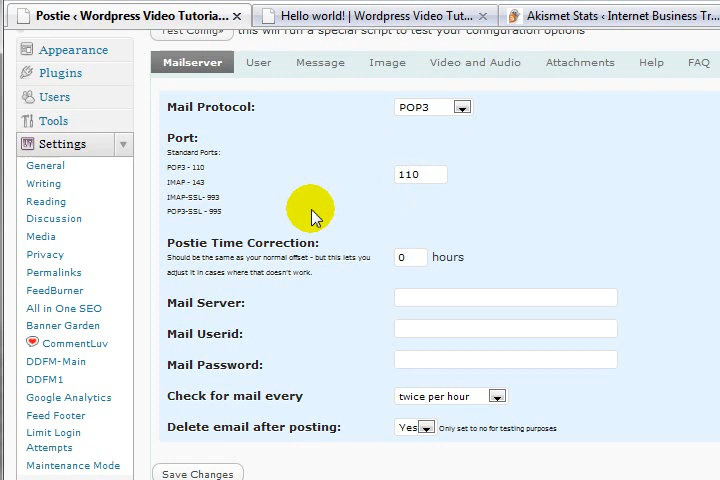 Postie ‹ Wordpress Video Tutoria...
Hello world! | Wordpress Video Tut...
Akismet Stats ‹ Internet Business Tr...
Test Config»
this will run a special script to test your configuration options
Appearance
Plugins
Users
Tools
Settings
General
Writing
Reading
Discussion
Media
Privacy
Permalinks
FeedBurner
All in One SEO
Banner Garden
CommentLuv
DDFM-Main
DDFM1
Google Analytics
Feed Footer
Limit Login
Attempts
Maintenance Mode
Mailserver User Message Image Video and Audio Attachments Help FAQ
Mail Protocol: POP3
Port:
Standard Ports:
POP3 - 110
IMAP - 143
IMAP-SSL- 993
POP3-SSL - 995
110
Postie Time Correction:
Should be the same as your normal offset - but this lets you
adjust it in cases where that doesn't work.
0 hours
Mail Server:
Mail Userid:
Mail Password:
Check for mail every twice per hour
Delete email after posting: Yes Only set to no for testing purposes
Save Changes